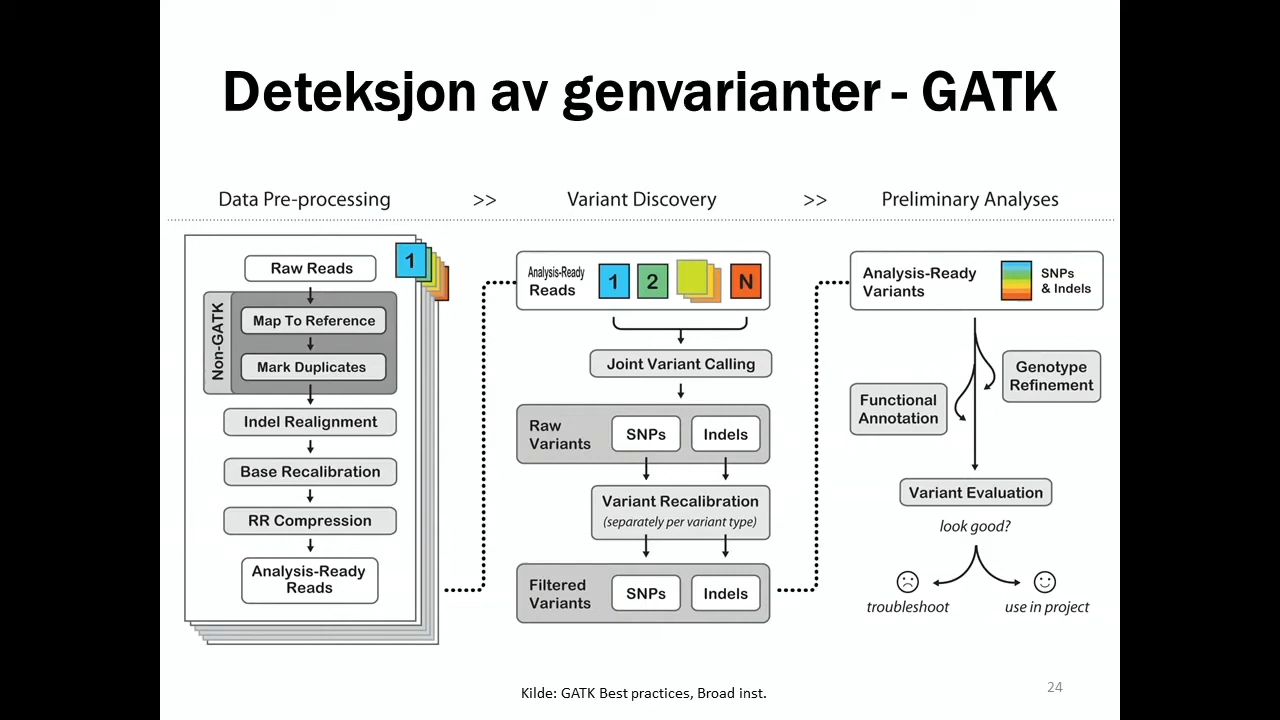 Deteksjon av genvarianter - GATK
Data Pre-processing >> Variant Discovery >> Preliminary Analyses
1
Raw Reads
Non-GATK
Map To Reference
Mark Duplicates
Indel Realignment
Base Recalibration
RR Compression
Analysis-Ready
Reads
Analysis-Ready
Reads
1 2 N
Joint Variant Calling
Raw
Variants
SNPs Indels
Variant Recalibration
(separately per variant type)
Filtered
Variants
SNPs Indels
Analysis-Ready
Variants
SNPs
& Indels
Genotype
Refinement
Functional
Annotation
Variant Evaluation
look good?
troubleshoot use in project
Kilde: GATK Best practices, Broad inst.
24